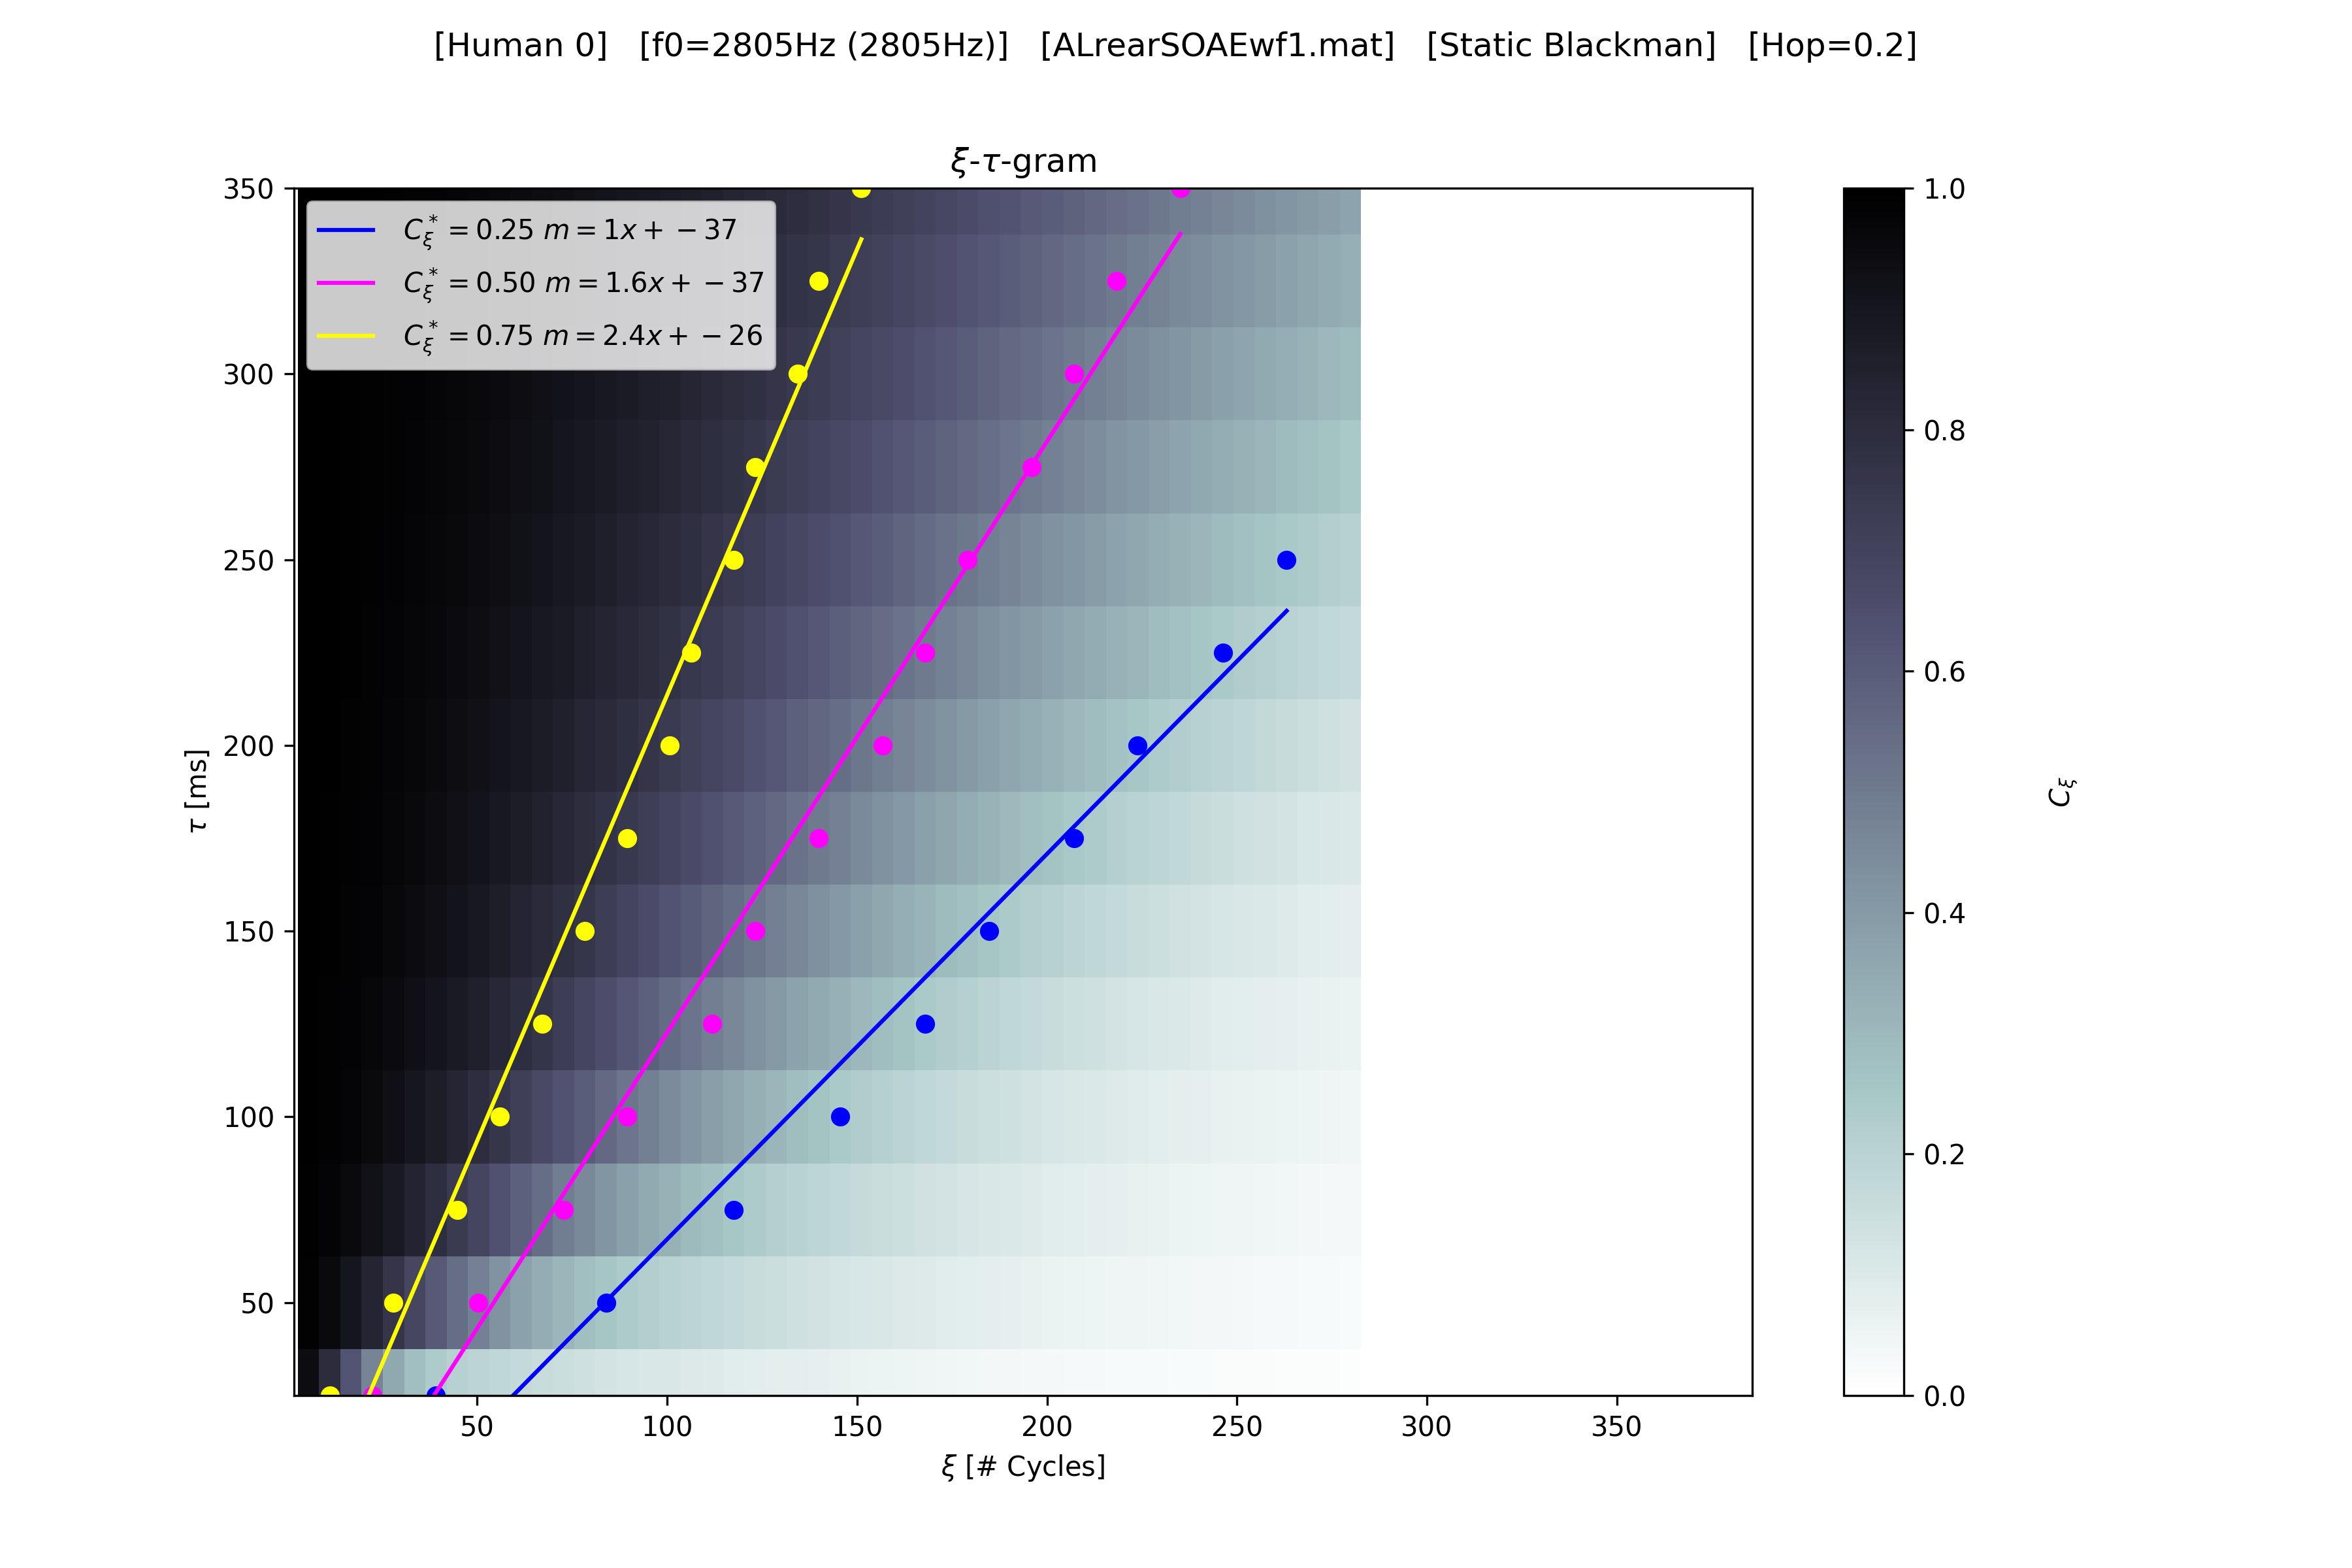 [Human 0] [f0=2805Hz (2805Hz)] [ALrearSOAEwf1.mat] [Static Blackman] [Hop=0.2]
ξ-τ-gram
C*ξ = 0.25 m = 1x + −37
C*ξ = 0.50 m = 1.6x + −37
C*ξ = 0.75 m = 2.4x + −26
350
300
250
200
150
100
50
τ [ms]
50 100 150 200 250 300 350
ξ [# Cycles]
1.0
0.8
0.6
0.4
0.2
0.0
Cξ